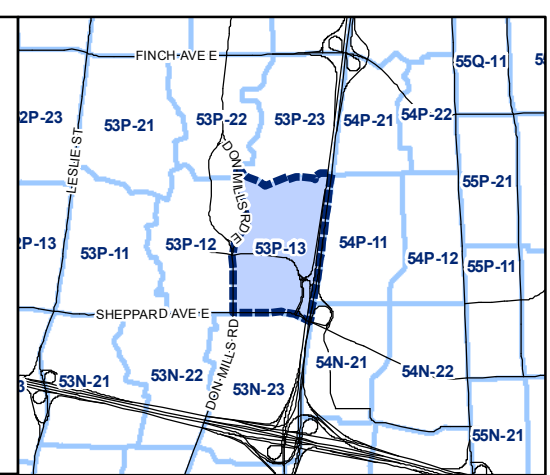 FINCH AVE E
55Q-11
2P-23
53P-21
53P-22
53P-23
54P-21
54P-22
LESLIE ST
DON MILLS RD E
55P-21
2P-13
53P-11
53P-12
53P-13
54P-11
54P-12
55P-11
SHEPPARD AVE E
DON MILLS RD
53N-21
53N-22
53N-23
54N-21
54N-22
55N-21